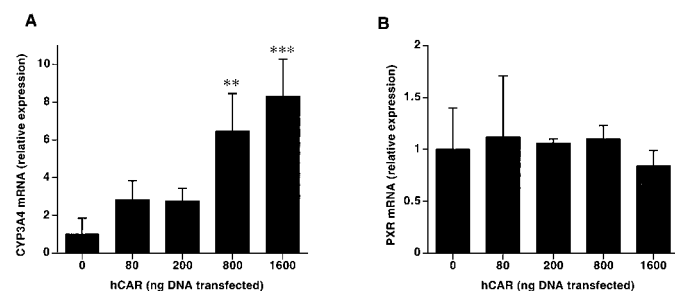 A
CYP3A4 mRNA (relative expression)
10
8
6
4
2
0
**
***
0 80 200 800 1600
hCAR (ng DNA transfected)
B
PXR mRNA (relative expression)
2
1.5
1
0.5
0
0 80 200 800 1600
hCAR (ng DNA transfected)